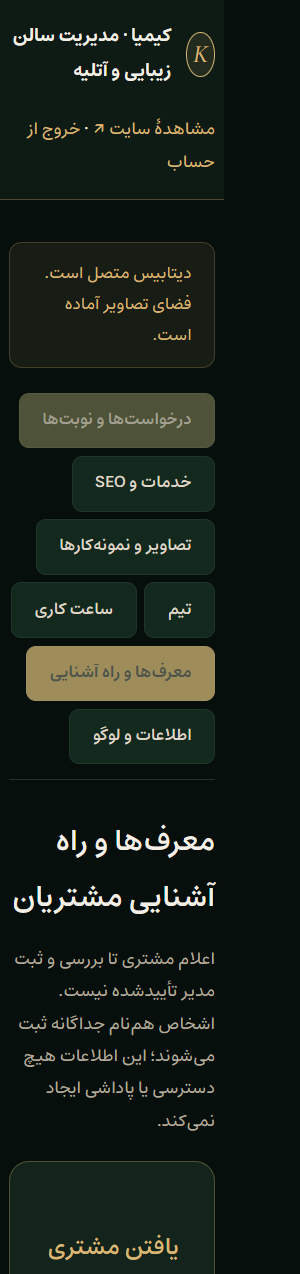 K
کیمیا · مدیریت سالن
زیبایی و آتلیه
مشاهدهٔ سایت ↗ · خروج از
حساب
دیتابیس متصل است.
فضای تصاویر آماده
است.
درخواست‌ها و نوبت‌ها
خدمات و SEO
تصاویر و نمونه‌کارها
تیم
ساعت کاری
معرف‌ها و راه آشنایی
اطلاعات و لوگو
معرف‌ها و راه
آشنایی مشتریان
اعلام مشتری تا بررسی و ثبت
مدیر تأییدشده نیست.
اشخاص هم‌نام جداگانه ثبت
می‌شوند؛ این اطلاعات هیچ
دسترسی یا پاداشی ایجاد
نمی‌کند.
یافتن مشتری